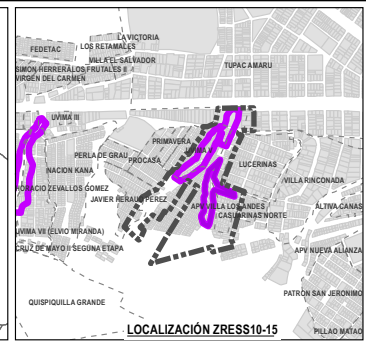 LA VICTORIA
FEDETAC
LOS RETAMALES
VILLA EL SALVADOR
SIMON HERRERA
LOS FRUTALES II
TUPAC AMARU
VIRGEN DEL CARMEN
UVIMA III
PRIMAVERA
PERLA DE GRAU
PROCASA
LUCERINAS
INACION KANA
VILLA RINCONADA
HORACIO ZEVALLOS GOMEZ
JAVIER HERAUD PEREZ
APV VILLA LOS ANDES
ALTIVA CANAS
CASUARINAS NORTE
UVIMA VII (ELVIO MIRANDA)
CRUZ DE MAYO II SEGUNA ETAPA
APV NUEVA ALIANZA
PATRON SAN JERONIMO
QUISPIQUILLA GRANDE
LOCALIZACIÓN ZRESS10-15
PILLAO MATAO